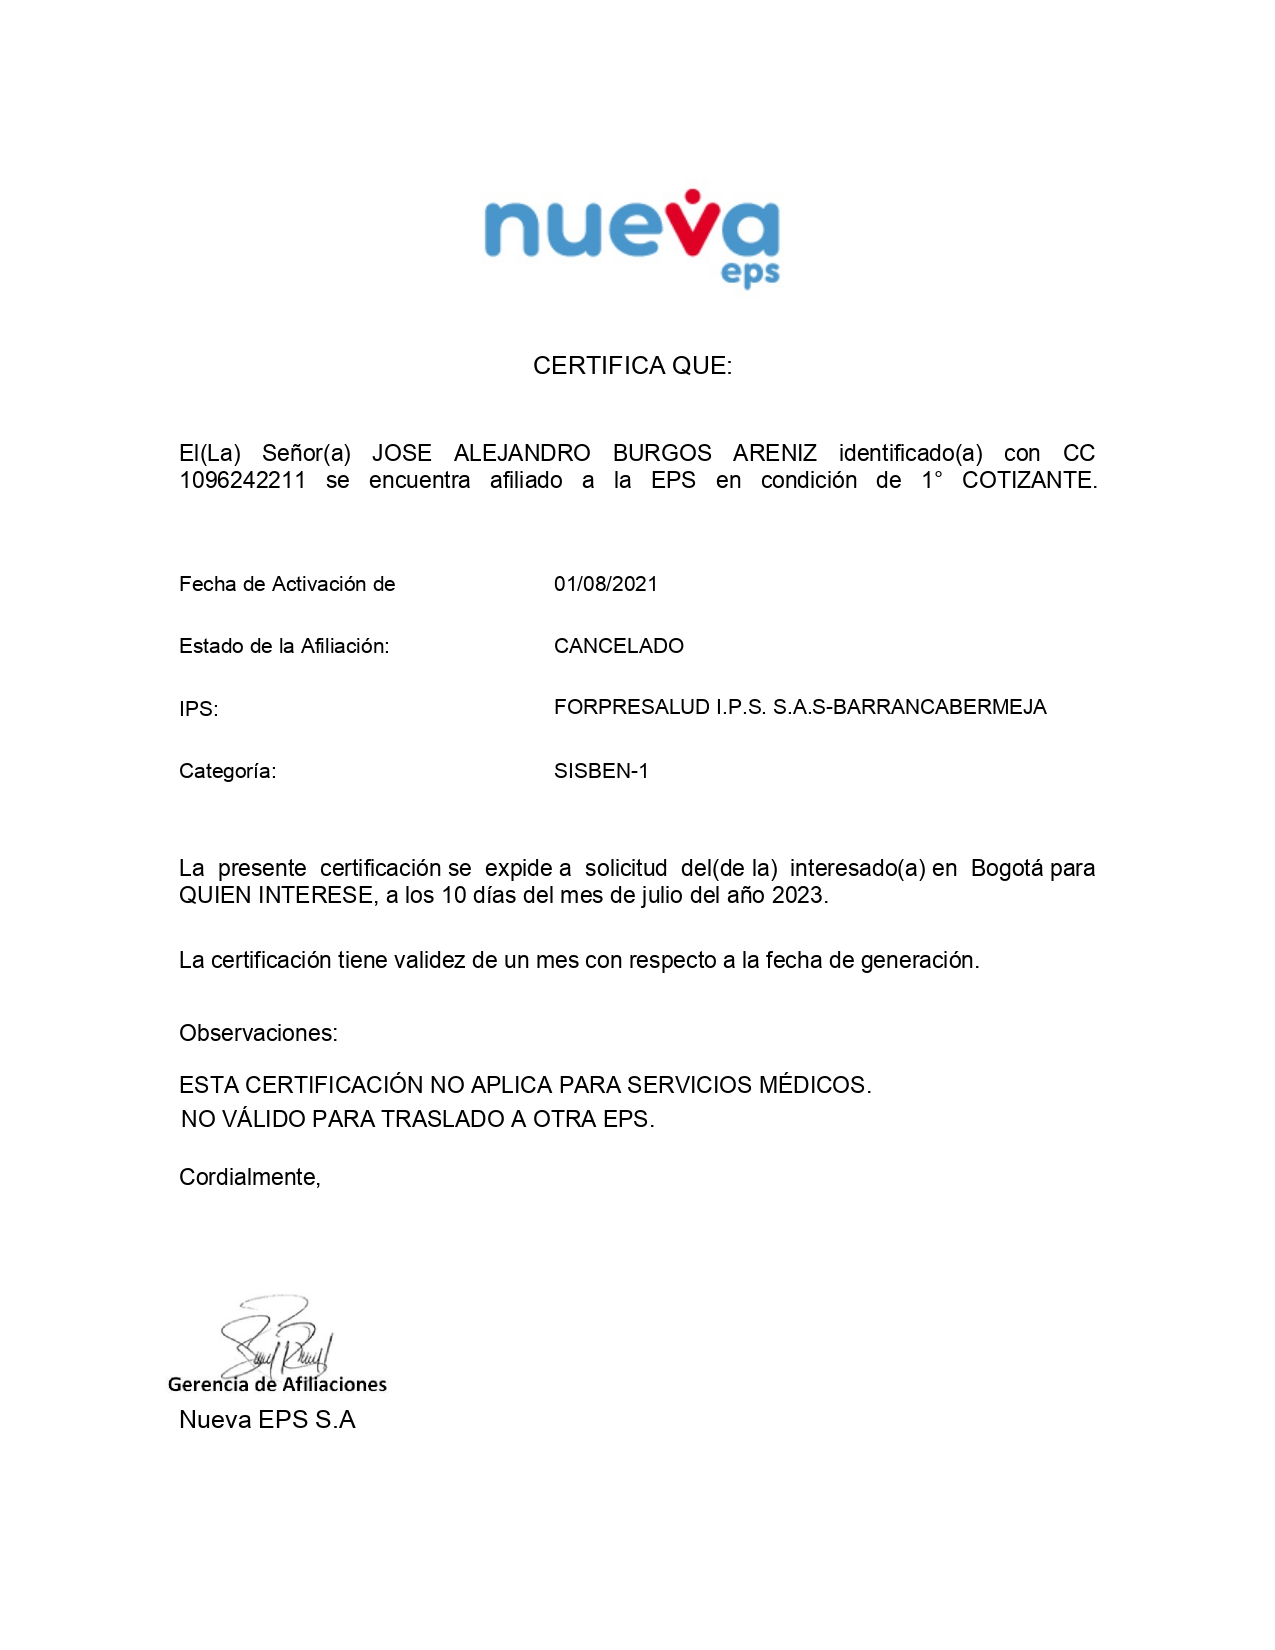 nueva
eps
CERTIFICA QUE:
El(La) Señor(a) JOSE ALEJANDRO BURGOS ARENIZ identificado(a) con CC
1096242211 se encuentra afiliado a la EPS en condición de 1° COTIZANTE.
Fecha de Activación de 01/08/2021
Estado de la Afiliación: CANCELADO
IPS: FORPRESALUD I.P.S. S.A.S-BARRANCABERMEJA
Categoría: SISBEN-1
La presente certificación se expide a solicitud del(de la) interesado(a) en Bogotá para
QUIEN INTERESE, a los 10 días del mes de julio del año 2023.
La certificación tiene validez de un mes con respecto a la fecha de generación.
Observaciones:
ESTA CERTIFICACIÓN NO APLICA PARA SERVICIOS MÉDICOS.
NO VÁLIDO PARA TRASLADO A OTRA EPS.
Cordialmente,
Gerencia de Afiliaciones
Nueva EPS S.A